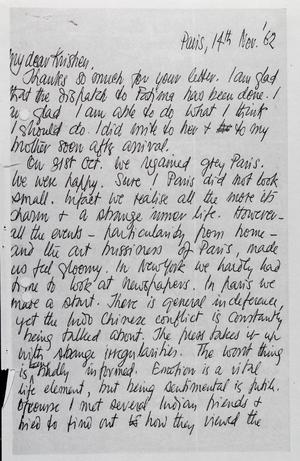 Paris, 14th Nov. '62
My dear Krishen.
Thanks so much for your letter. I am glad
that the dispatch to Fatima has been done. I
m glad I am able to do what I think
I should do. I did write to her & to my
mother soon after arrival.
On 31st Oct. we regained grey Paris.
We were happy. Sure! Paris did not look
small. Infact we realise all the more its
charm & a strange inner life. However
all the events - particularly from home -
and the art bussiness of Paris, made
us feel gloomy. In New York we hardly had
time to look at newspapers. In Paris we
made a start. There is general indeference,
yet the Indo Chinese conflict is constantly
being talked about. The press takes it up
with strange irregularities. The worst thing
is badly informed. Emotion is a vital
life element, but being sentimental is futile.
Ofcourse I met several Indian friends &
tried to find out how they viewed the